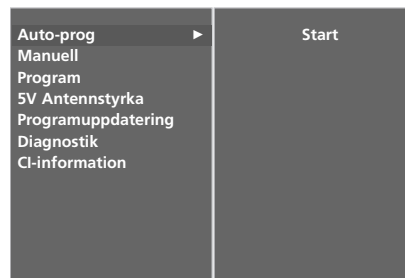 Auto-prog ► Start
Manuell
Program
5V Antennstyrka
Programuppdatering
Diagnostik
CI-information